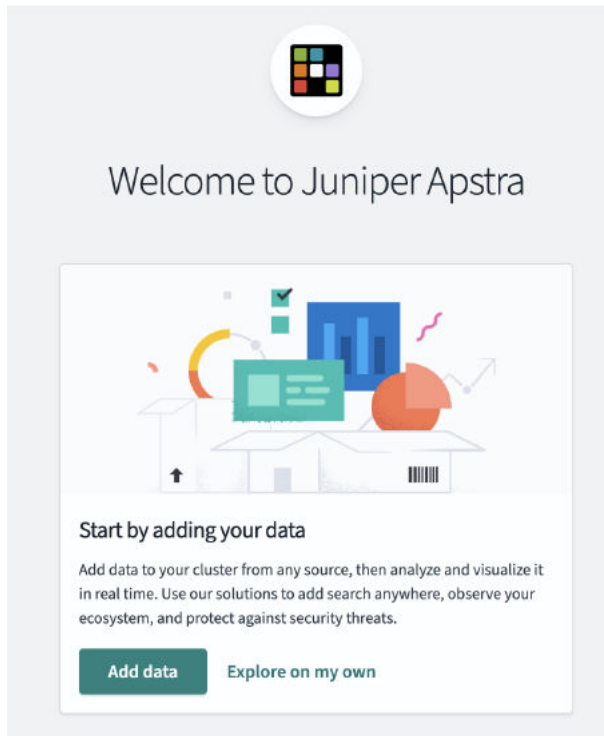 Welcome to Juniper Apstra
Start by adding your data
Add data to your cluster from any source, then analyze and visualize it
in real time. Use our solutions to add search anywhere, observe your
ecosystem, and protect against security threats.
Add data
Explore on my own